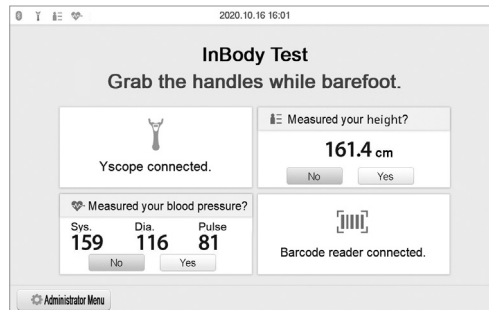 2020.10.16 16:01
InBody Test
Grab the handles while barefoot.
Yscope connected.
Measured your height?
161.4 cm
No Yes
Measured your blood pressure?
Sys. Dia. Pulse
159 116 81
No Yes
Barcode reader connected.
Administrator Menu